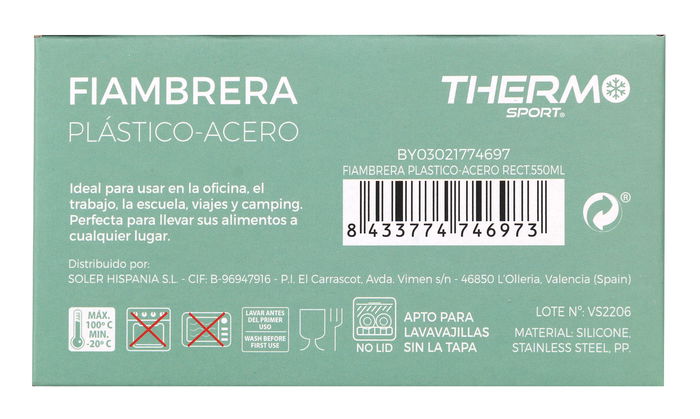 FIAMBRERA
PLÁSTICO-ACERO
THERMO
SPORT®
BY03021774697
FIAMBRERA PLASTICO-ACERO RECT.550ML
8 433774 746973
®
Ideal para usar en la oficina, el
trabajo, la escuela, viajes y camping.
Perfecta para llevar sus alimentos a
cualquier lugar.
Distribuido por:
SOLER HISPANIA S.L. - CIF: B-96947916 - P.I. El Carrascot, Avda. Vimen s/n - 46850 L'Olleria, Valencia (Spain)
MÁX.
100ºC
MIN.
-20ºC
LAVAR ANTES
DEL PRIMER
USO
WASH BEFORE
FIRST USE
NO LID
APTO PARA
LAVAVAJILLAS
SIN LA TAPA
LOTE Nº: VS2206
MATERIAL: SILICONE,
STAINLESS STEEL, PP.